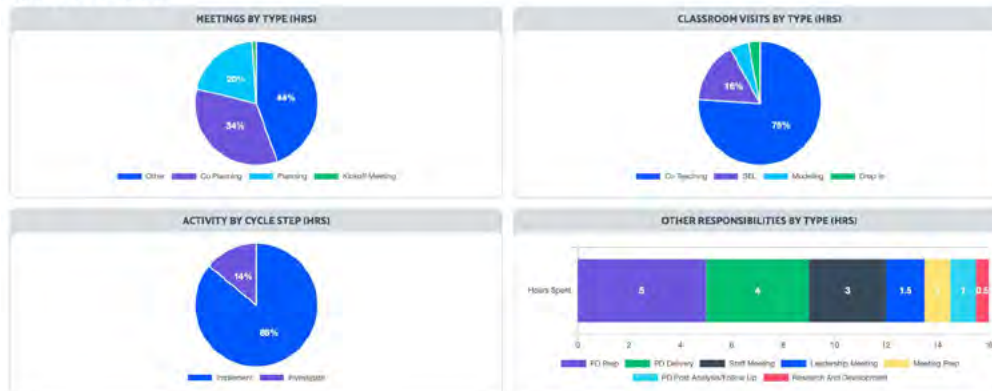 MEETINGS BY TYPE (HRS)
20%
44%
34%
Other Co Planning Planning Kickoff Meeting
CLASSROOM VISITS BY TYPE (HRS)
16%
Co Teaching SEL Modeling Drop In
ACTIVITY BY CYCLE STEP (HRS)
14%
Implement Investigate
OTHER RESPONSIBILITIES BY TYPE (HRS)
Hours Spent 5 4 3 1.5 1 1 0.5
0 2 4 6 8 10 12 14 16
PD Prep PD Delivery Staff Meeting Leadership Meeting Meeting Prep
PD Post Analysis/Follow Up Research And Development